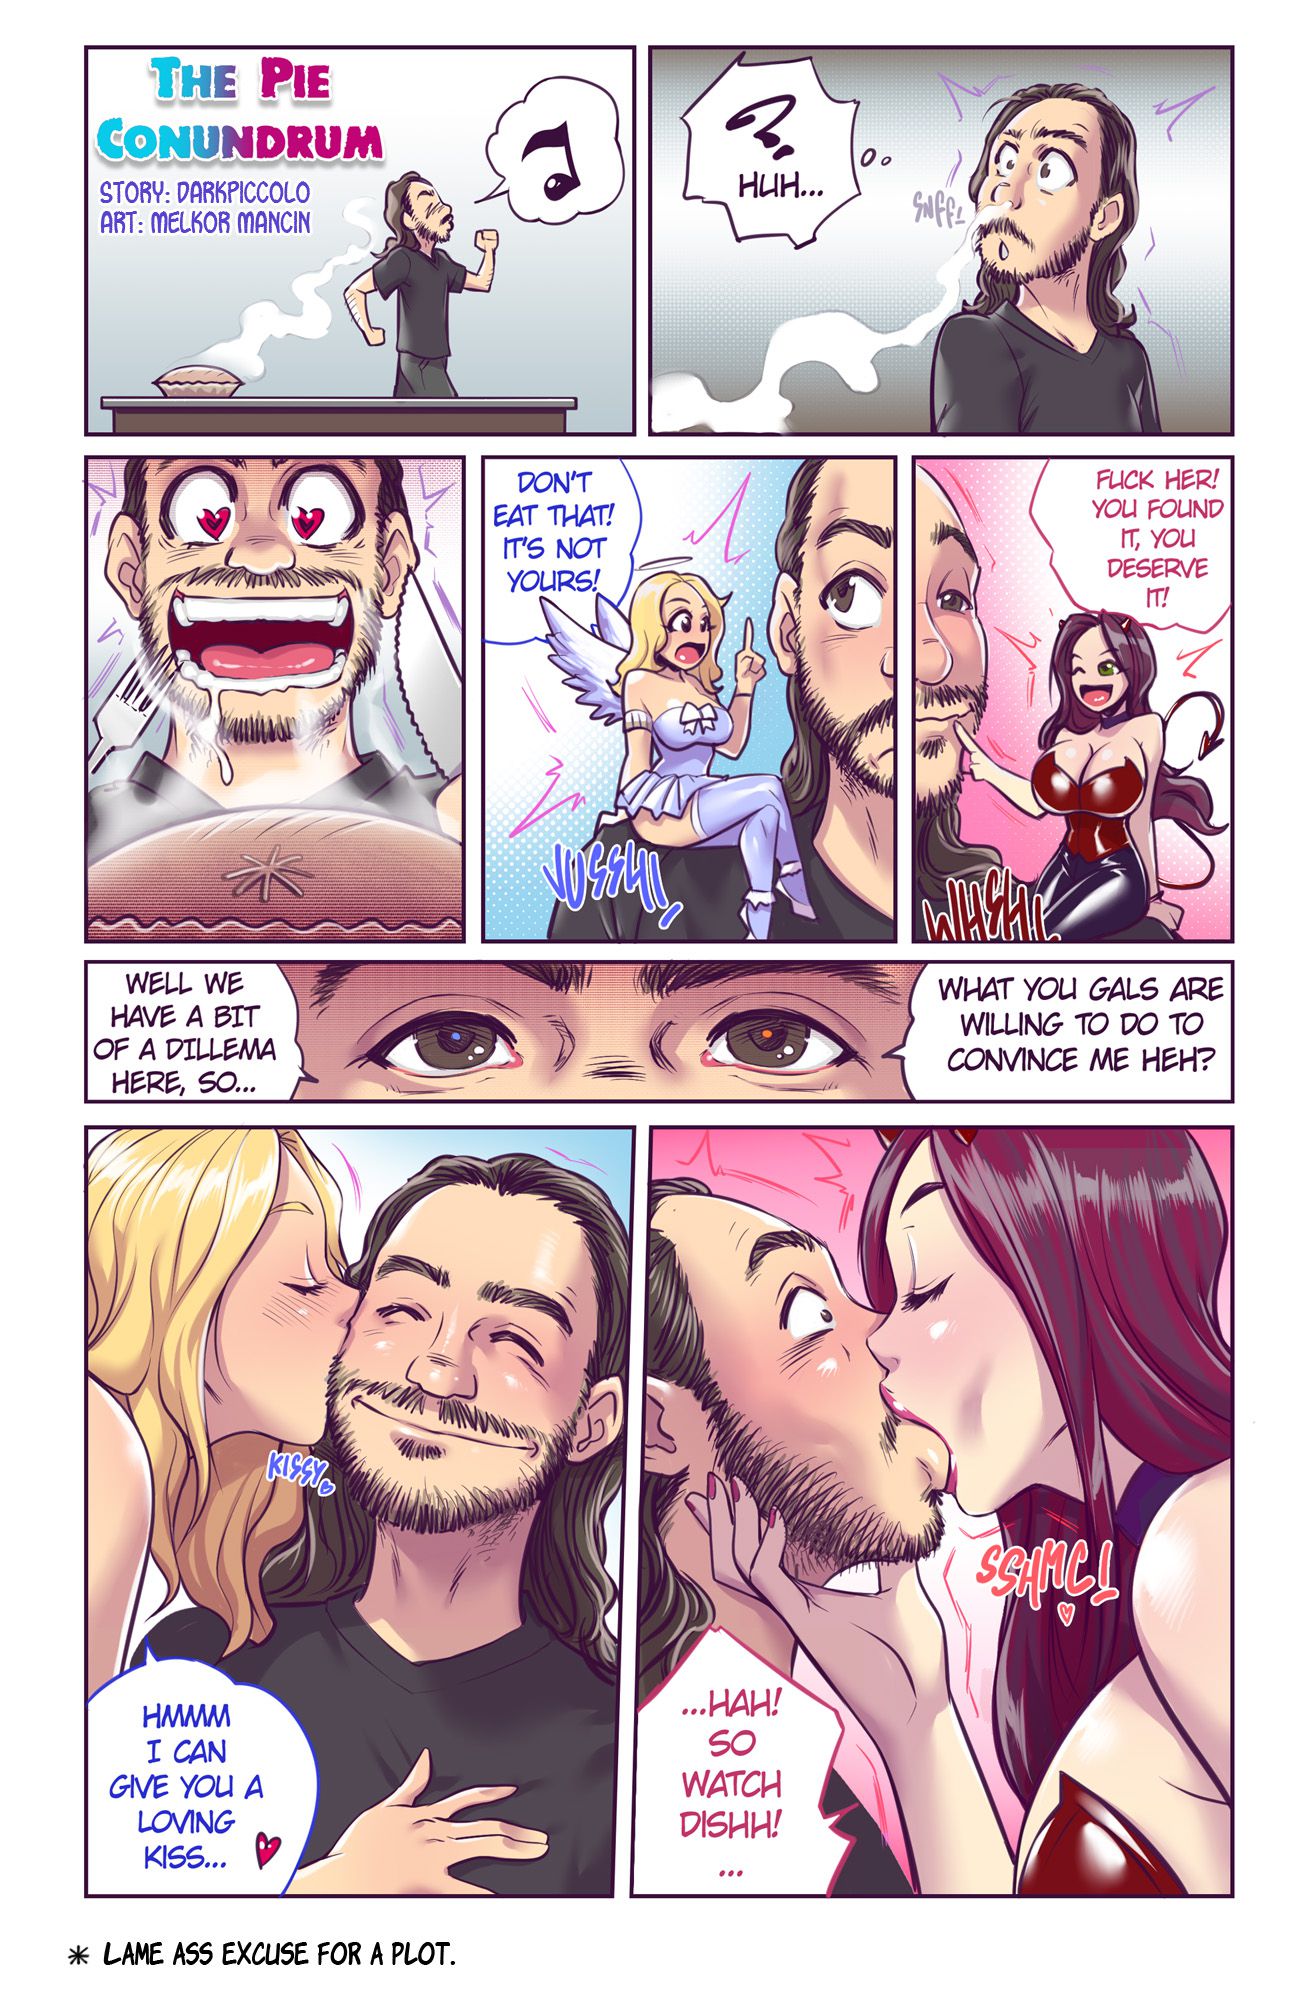 THE PIE
CONUNDRUM
STORY: DARKPICCOLO
ART: MELKOR MANCIN
?
HUH...
SNFF!
DON'T
EAT THAT!
IT'S NOT
YOURS!
VUSSH!
FUCK HER!
YOU FOUND
IT, YOU
DESERVE
IT!
WHSH!
WELL WE
HAVE A BIT
OF A DILLEMA
HERE, SO...
WHAT YOU GALS ARE
WILLING TO DO TO
CONVINCE ME HEH?
KISSY
HMMM
I CAN
GIVE YOU A
LOVING
KISS...
SSHMC!
...HAH!
SO
WATCH
DISHH!
...
* LAME ASS EXCUSE FOR A PLOT.